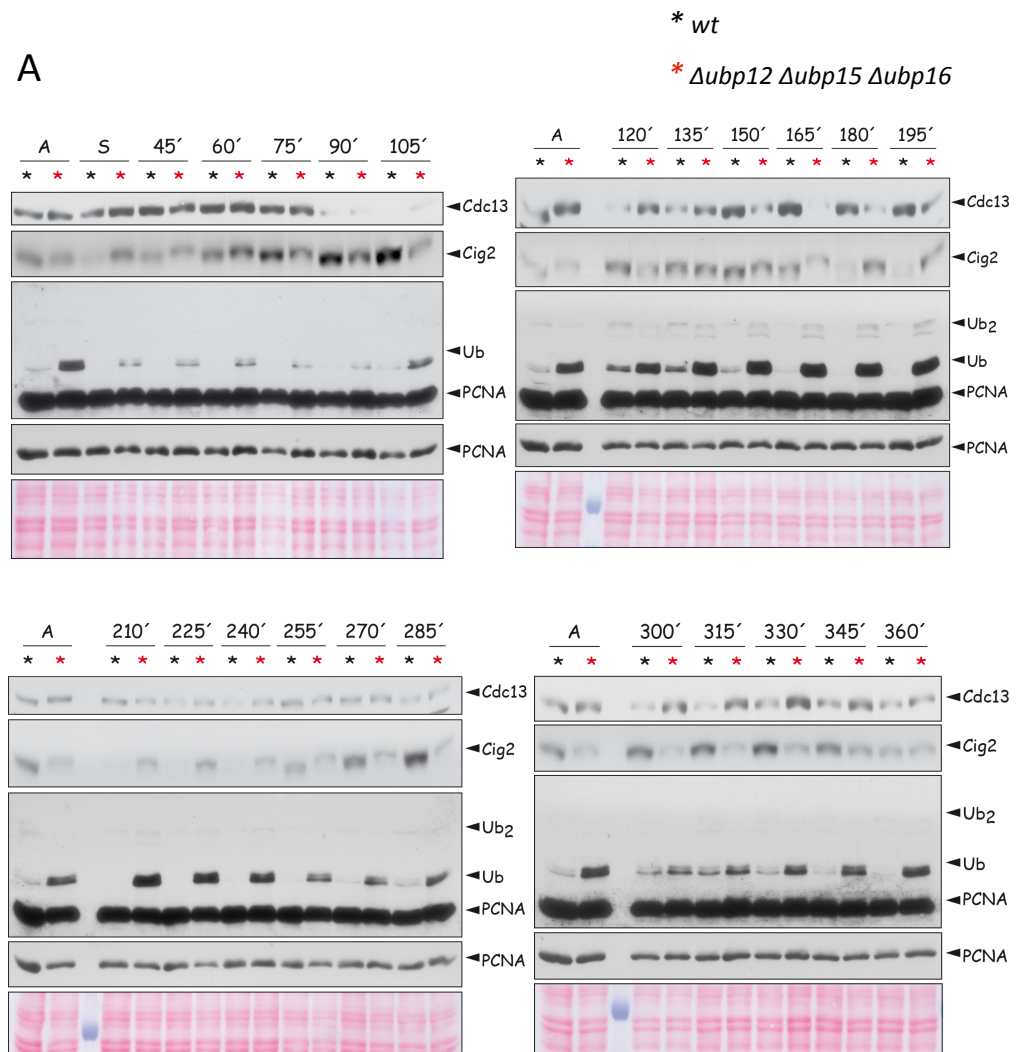 * wt
A
* Δubp12 Δubp15 Δubp16
A S 45´ 60´ 75´ 90´ 105´
* * * * * * * * * * * * * *
Cdc13
Cig2
Ub
PCNA
PCNA
A 120´ 135´ 150´ 165´ 180´ 195´
* * * * * * * * * * * * * *
Cdc13
Cig2
Ub2
Ub
PCNA
PCNA
A 210´ 225´ 240´ 255´ 270´ 285´
* * * * * * * * * * * * * *
Cdc13
Cig2
Ub2
Ub
PCNA
PCNA
A 300´ 315´ 330´ 345´ 360´
* * * * * * * * * * * *
Cdc13
Cig2
Ub2
Ub
PCNA
PCNA